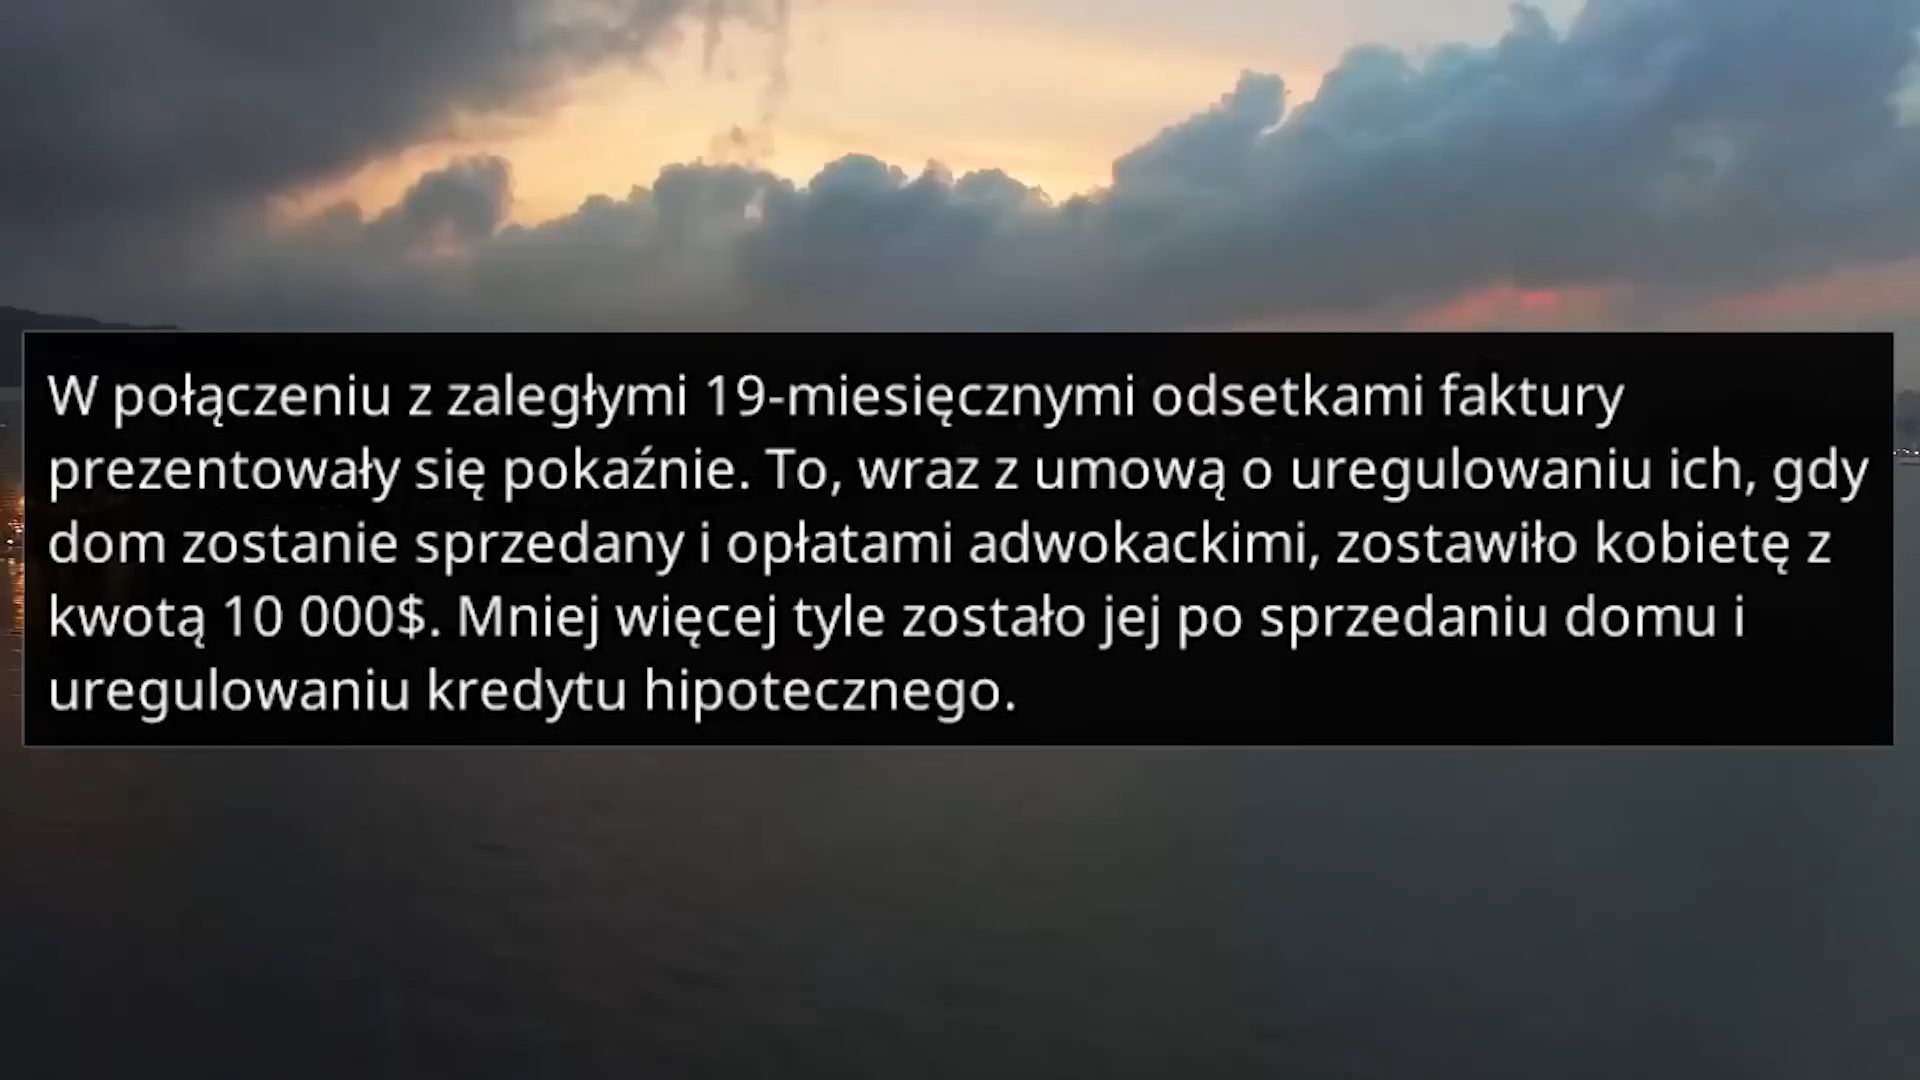 W połączeniu z zaległymi 19-miesięcznymi odsetkami faktury
prezentowały się pokaźnie. To, wraz z umową o uregulowaniu ich, gdy
dom zostanie sprzedany i opłatami adwokackimi, zostawiło kobietę z
kwotą 10 000$. Mniej więcej tyle zostało jej po sprzedaniu domu i
uregulowaniu kredytu hipotecznego.